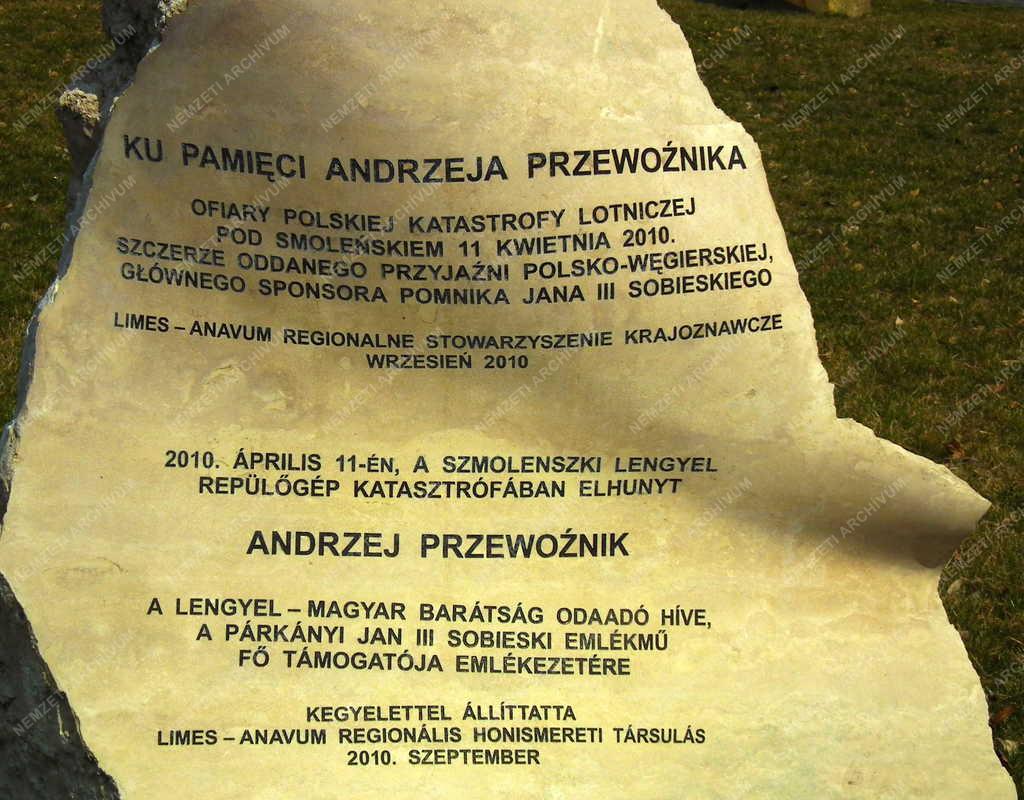 KU PAMIĘCI ANDRZEJA PRZEWOŹNIKA
OFIARY POLSKIEJ KATASTROFY LOTNICZEJ
POD SMOLEŃSKIEM 11 KWIETNIA 2010.
SZCZERZE ODDANEGO PRZYJAŹNI POLSKO-WĘGIERSKIEJ,
GŁÓWNEGO SPONSORA POMNIKA JANA III SOBIESKIEGO
LIMES – ANAVUM REGIONALNE STOWARZYSZENIE KRAJOZNAWCZE
WRZESIEŃ 2010
2010. ÁPRILIS 11-ÉN, A SZMOLENSZKI LENGYEL
REPÜLŐGÉP KATASZTRÓFÁBAN ELHUNYT
ANDRZEJ PRZEWOŹNIK
A LENGYEL – MAGYAR BARÁTSÁG ODAADÓ HÍVE,
A PÁRKÁNYI JAN III SOBIESKI EMLÉKMŰ
FŐ TÁMOGATÓJA EMLÉKEZETÉRE
KEGYELETTEL ÁLLÍTTATTA
LIMES – ANAVUM REGIONÁLIS HONISMERETI TÁRSULÁS
2010. SZEPTEMBER
NEMZETI ARCHÍVUM